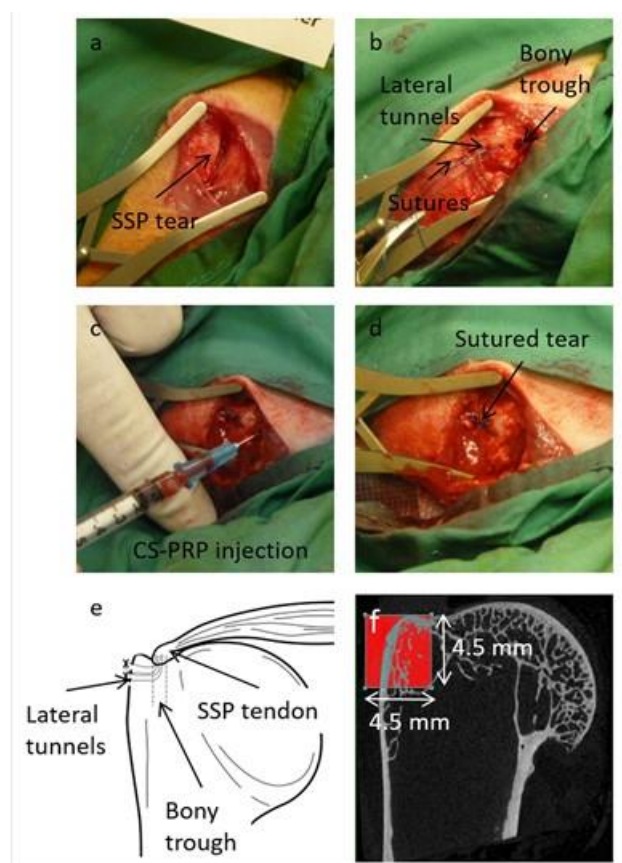 a
SSP tear
b
Bony
trough
Lateral
tunnels
Sutures
c
CS-PRP injection
d
Sutured tear
e
Lateral
tunnels
SSP tendon
Bony
trough
f
4.5 mm
4.5 mm